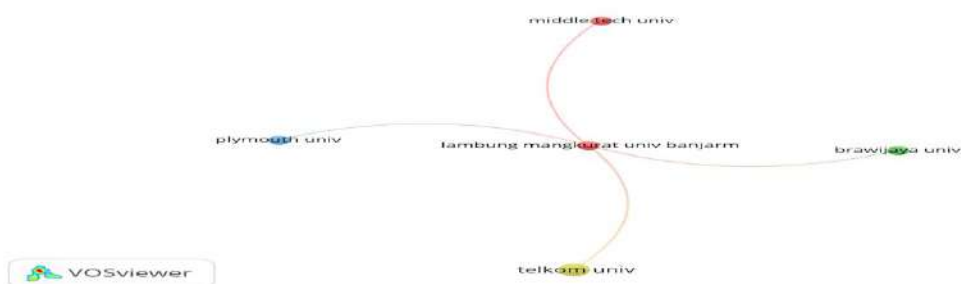 middle tech univ
plymouth univ
lambung mangkurat univ banjarm
brawijaya univ
telkom univ
VOSviewer